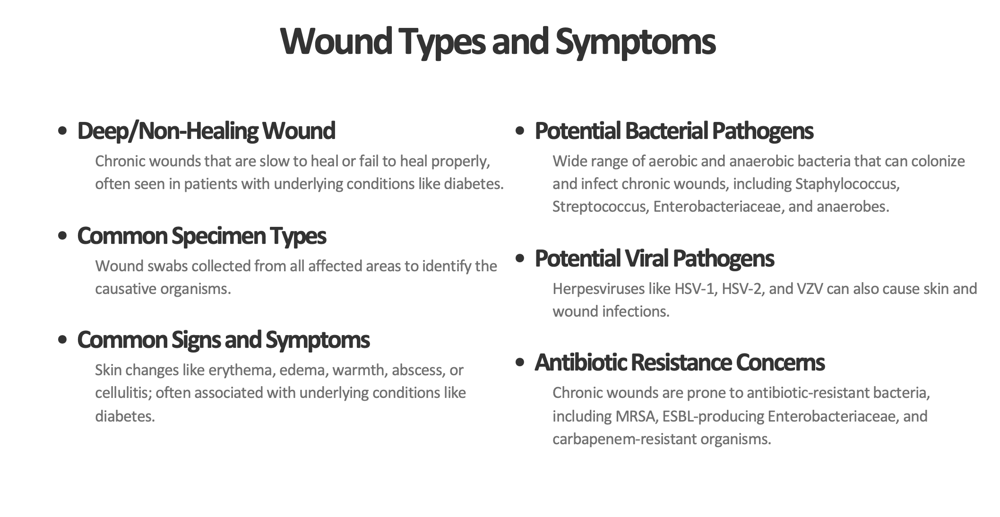 Wound Types and Symptoms
• Deep/Non-Healing Wound
Chronic wounds that are slow to heal or fail to heal properly,
often seen in patients with underlying conditions like diabetes.
• Common Specimen Types
Wound swabs collected from all affected areas to identify the
causative organisms.
• Common Signs and Symptoms
Skin changes like erythema, edema, warmth, abscess, or
cellulitis; often associated with underlying conditions like
diabetes.
• Potential Bacterial Pathogens
Wide range of aerobic and anaerobic bacteria that can colonize
and infect chronic wounds, including Staphylococcus,
Streptococcus, Enterobacteriaceae, and anaerobes.
• Potential Viral Pathogens
Herpesviruses like HSV-1, HSV-2, and VZV can also cause skin and
wound infections.
• Antibiotic Resistance Concerns
Chronic wounds are prone to antibiotic-resistant bacteria,
including MRSA, ESBL-producing Enterobacteriaceae, and
carbapenem-resistant organisms.